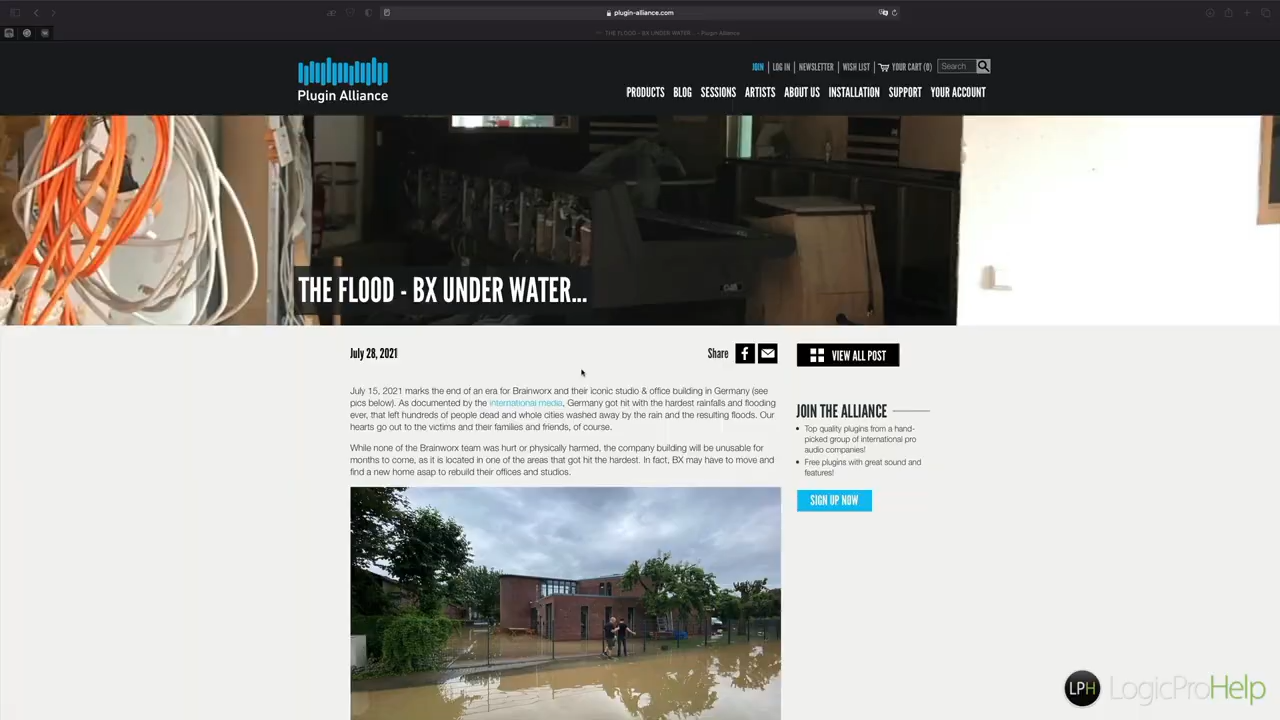 plugin-alliance.com
THE FLOOD - BX UNDER WATER... - Plugin Alliance
Plugin Alliance
JOIN | LOG IN | NEWSLETTER | WISH LIST | YOUR CART (0) Search
PRODUCTS BLOG SESSIONS ARTISTS ABOUT US INSTALLATION SUPPORT YOUR ACCOUNT
THE FLOOD - BX UNDER WATER...
July 28, 2021
Share
VIEW ALL POST
July 15, 2021 marks the end of an era for Brainworx and their iconic studio & office building in Germany (see
pics below). As documented by the international media, Germany got hit with the hardest rainfalls and flooding
ever, that left hundreds of people dead and whole cities washed away by the rain and the resulting floods. Our
hearts go out to the victims and their families and friends, of course.
While none of the Brainworx team was hurt or physically harmed, the company building will be unusable for
months to come, as it is located in one of the areas that got hit the hardest. In fact, BX may have to move and
find a new home asap to rebuild their offices and studios.
JOIN THE ALLIANCE
• Top quality plugins from a hand-
picked group of international pro
audio companies!
• Free plugins with great sound and
features!
SIGN UP NOW
LPH LogicProHelp